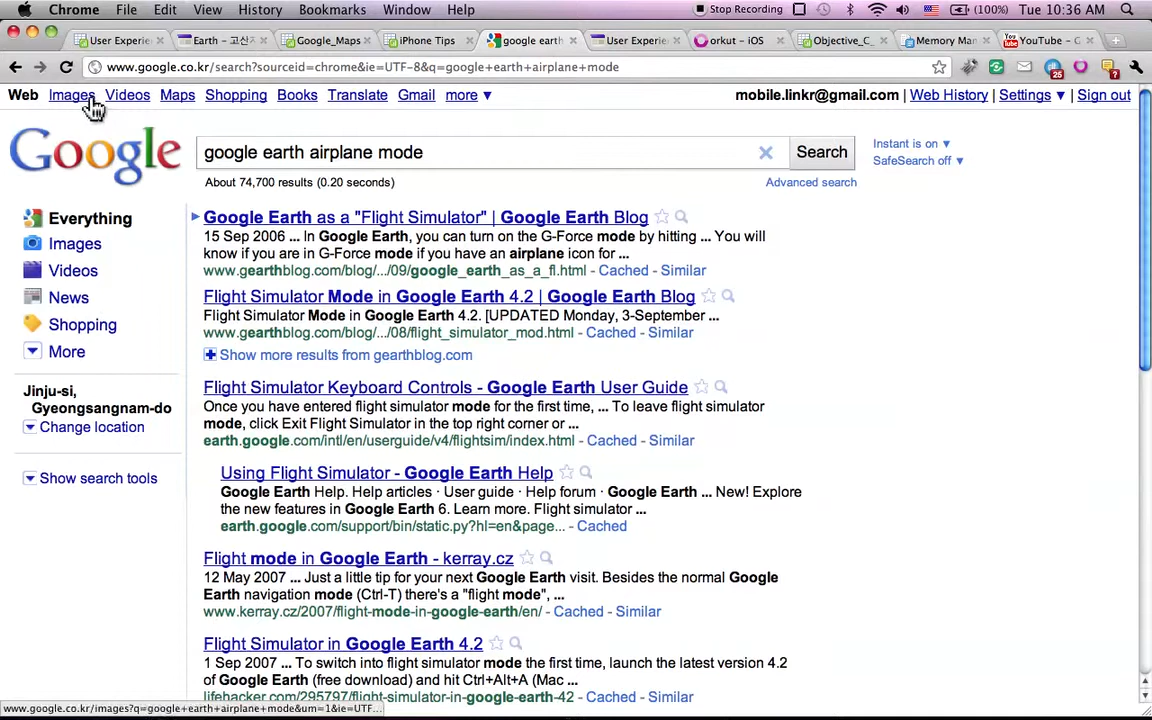 Chrome File Edit View History Bookmarks Window Help Stop Recording (100%) Tue 10:36 AM
User Experie Earth - 고산자 Google_Maps iPhone Tips google earth User Experie orkut - iOS Objective_C_ Memory Man YouTube - G
www.google.co.kr/search?sourceid=chrome&ie=UTF-8&q=google+earth+airplane+mode 25 ?
Web Images Videos Maps Shopping Books Translate Gmail more ▼ mobile.linkr@gmail.com | Web History | Settings ▼ | Sign out
Google
google earth airplane mode
Search
Instant is on ▼
SafeSearch off ▼
About 74,700 results (0.20 seconds)
Advanced search
Everything
Images
Videos
News
Shopping
More
Jinju-si,
Gyeongsangnam-do
Change location
Show search tools
Google Earth as a "Flight Simulator" | Google Earth Blog
15 Sep 2006 ... In Google Earth, you can turn on the G-Force mode by hitting ... You will
know if you are in G-Force mode if you have an airplane icon for ...
www.gearthblog.com/blog/.../09/google_earth_as_a_fl.html - Cached - Similar
Flight Simulator Mode in Google Earth 4.2 | Google Earth Blog
Flight Simulator Mode in Google Earth 4.2. [UPDATED Monday, 3-September ...
www.gearthblog.com/blog/.../08/flight_simulator_mod.html - Cached - Similar
Show more results from gearthblog.com
Flight Simulator Keyboard Controls - Google Earth User Guide
Once you have entered flight simulator mode for the first time, ... To leave flight simulator
mode, click Exit Flight Simulator in the top right corner or ...
earth.google.com/intl/en/userguide/v4/flightsim/index.html - Cached - Similar
Using Flight Simulator - Google Earth Help
Google Earth Help. Help articles · User guide · Help forum · Google Earth ... New! Explore
the new features in Google Earth 6. Learn more. Flight simulator ...
earth.google.com/support/bin/static.py?hl=en&page... - Cached
Flight mode in Google Earth - kerray.cz
12 May 2007 ... Just a little tip for your next Google Earth visit. Besides the normal Google
Earth navigation mode (Ctrl-T) there's a "flight mode", ...
www.kerray.cz/2007/flight-mode-in-google-earth/en/ - Cached - Similar
Flight Simulator in Google Earth 4.2
1 Sep 2007 ... To switch into flight simulator mode the first time, launch the latest version 4.2
of Google Earth (free download) and hit Ctrl+Alt+A (Mac ...
lifehacker.com/295797/flight-simulator-in-google-earth-42 - Cached - Similar
www.google.co.kr/images?q=google+earth+airplane+mode&um=1&ie=UTF...